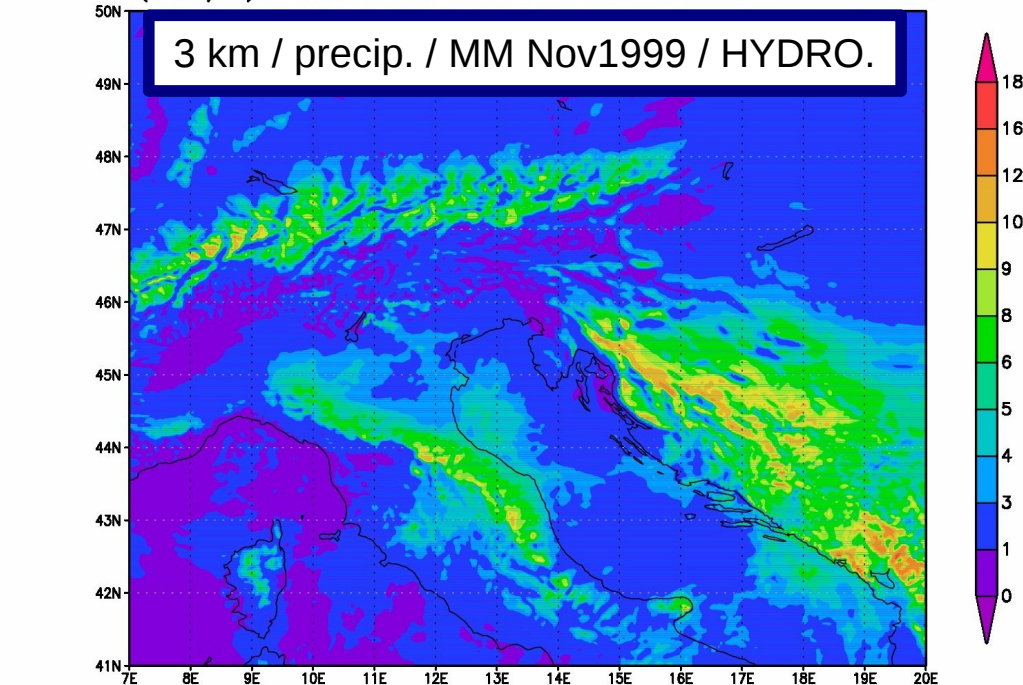 3 km / precip. / MM Nov1999 / HYDRO.
50N
49N
48N
47N
46N
45N
44N
43N
42N
41N
7E 8E 9E 10E 11E 12E 13E 14E 15E 16E 17E 18E 19E 20E
18
16
12
10
9
8
6
5
4
3
1
0